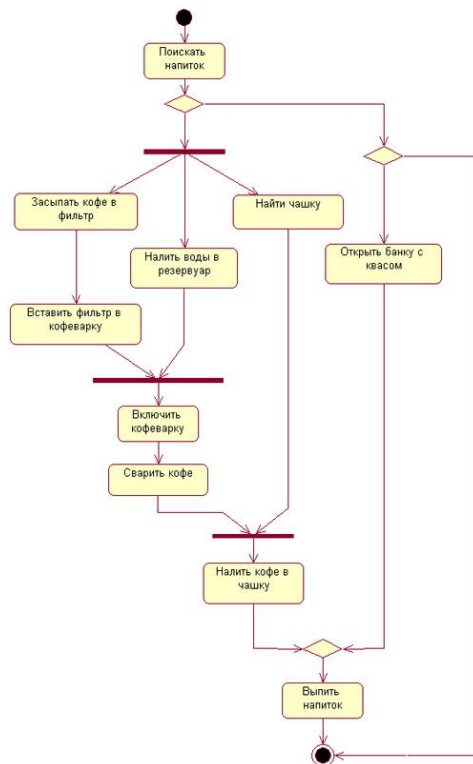 Поискать
напиток
Засыпать кофе в
фильтр
Налить воды в
резервуар
Найти чашку
Открыть банку с
квасом
Вставить фильтр в
кофеварку
Включить
кофеварку
Сварить кофе
Налить кофе в
чашку
Выпить
напиток